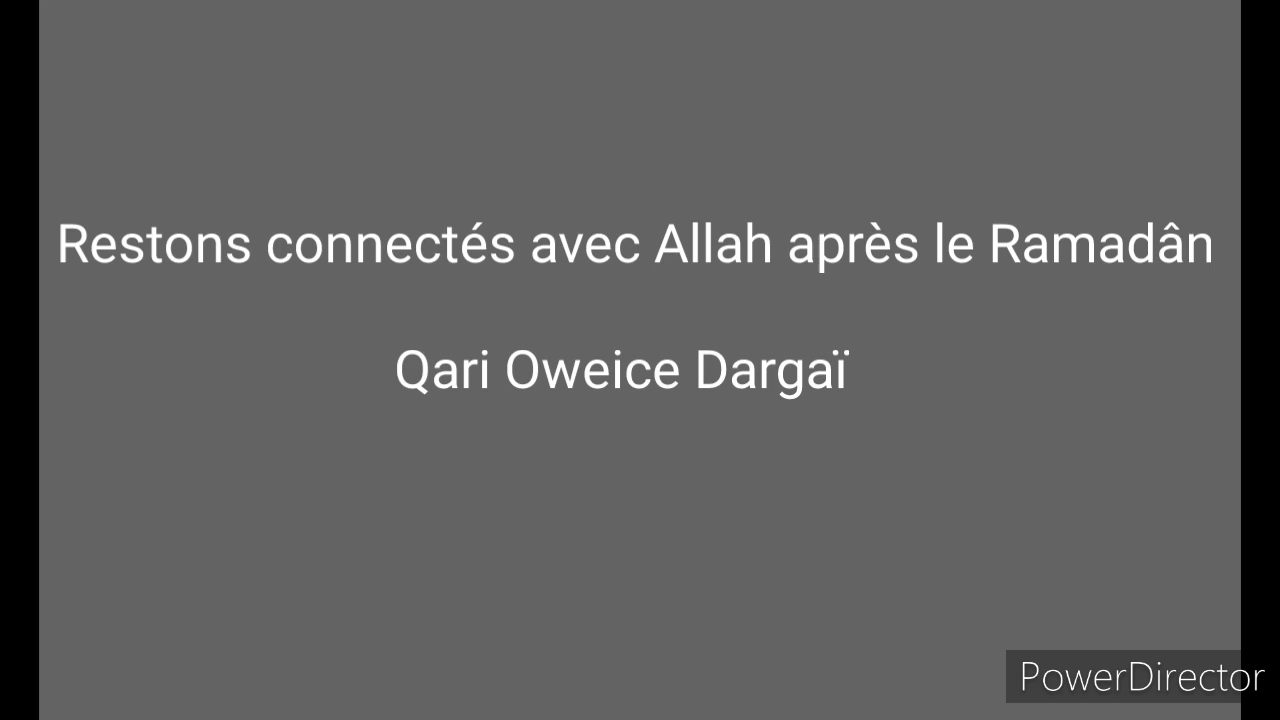 Restons connectés avec Allah après le Ramadân
Qari Oweice Dargaï
PowerDirector